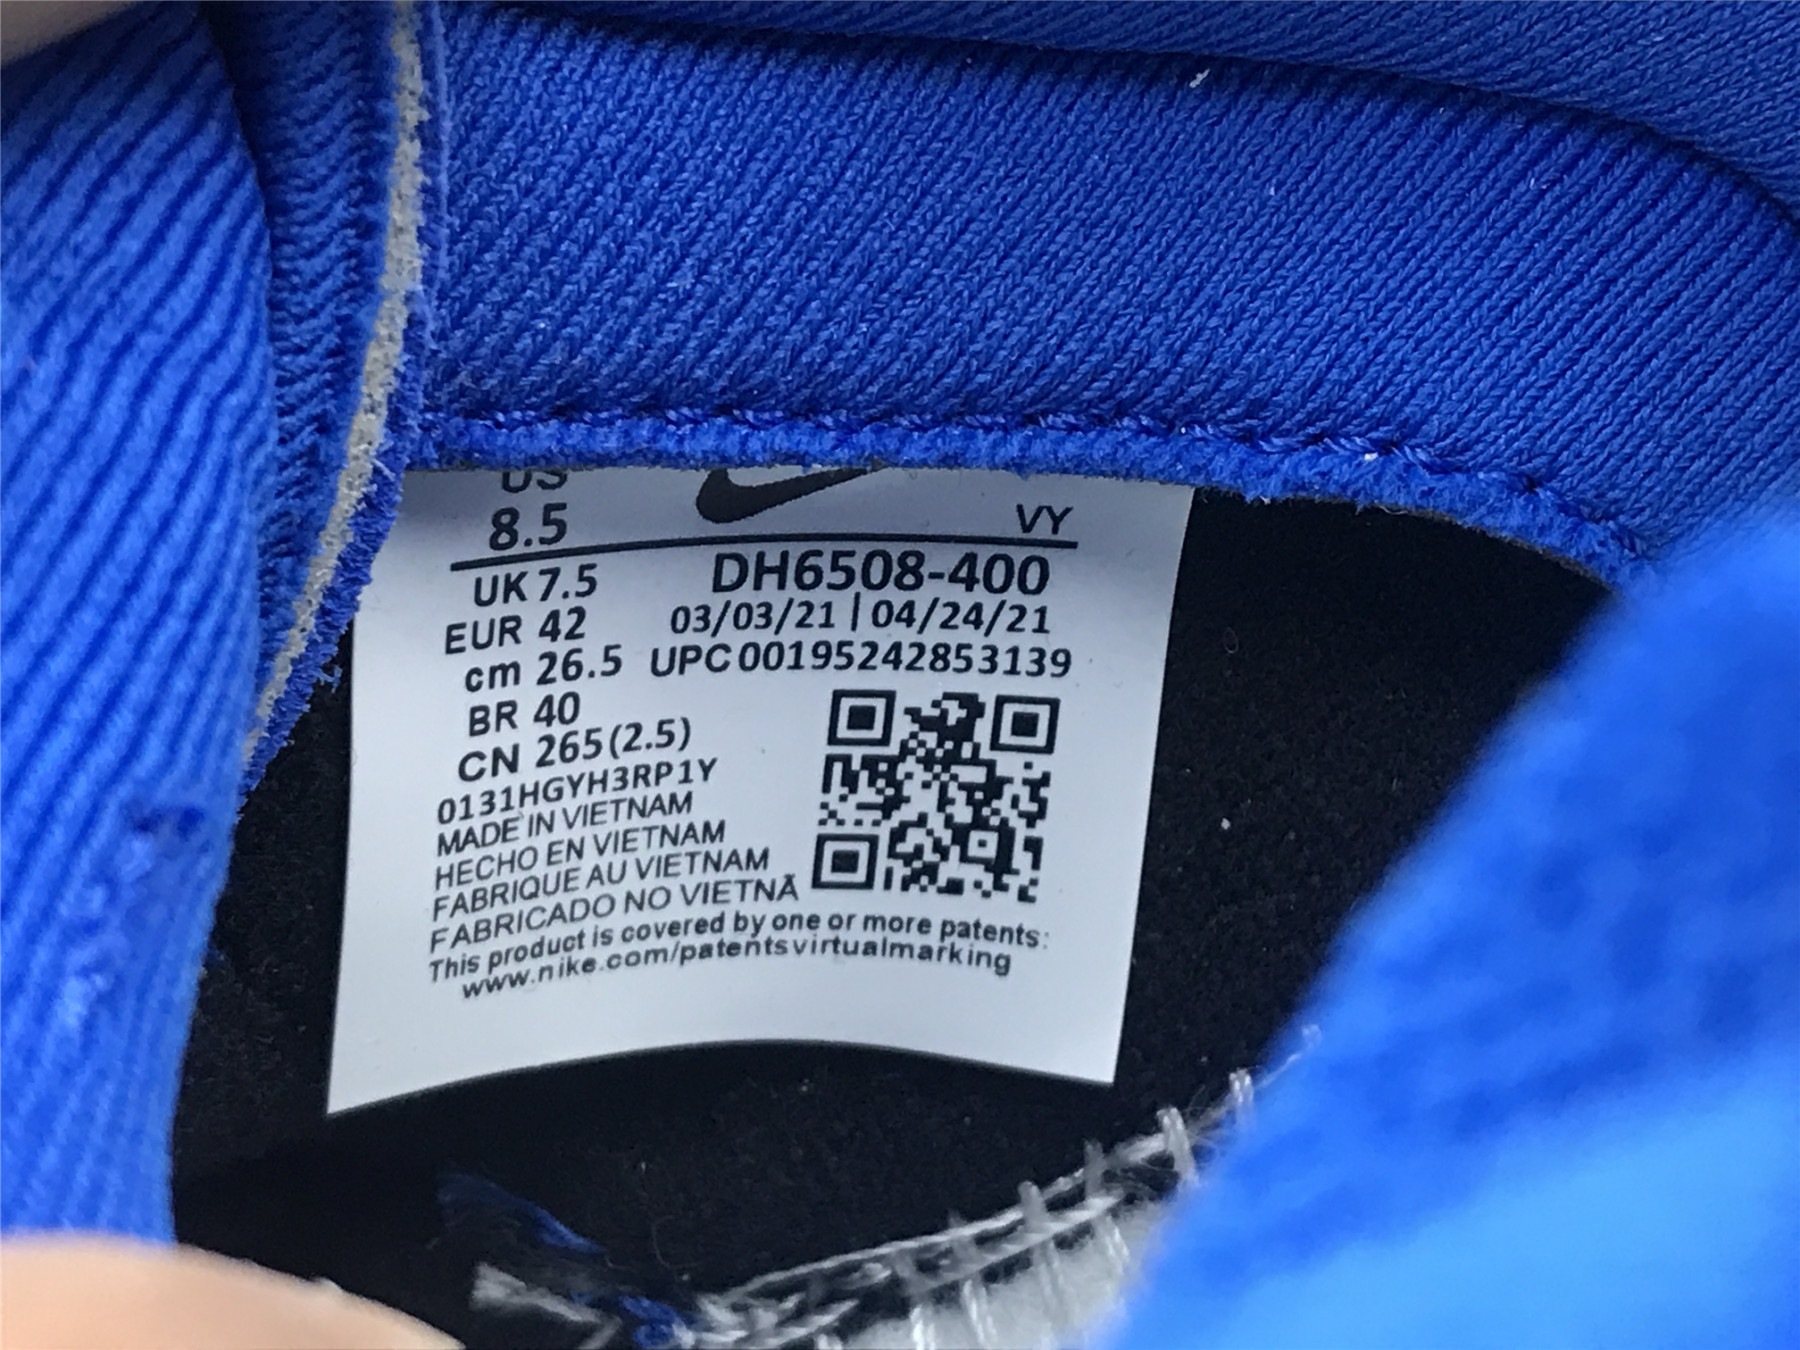 US
8.5
VY
UK 7.5
DH6508-400
EUR 42
03/03/21 | 04/24/21
cm 26.5
UPC 00195242853139
BR 40
CN 265(2.5)
0131HGYH3RP1Y
MADE IN VIETNAM
HECHO EN VIETNAM
FABRIQUE AU VIETNAM
FABRICADO NO VIETNÃ
This product is covered by one or more patents:
www.nike.com/patentsvirtualmarking